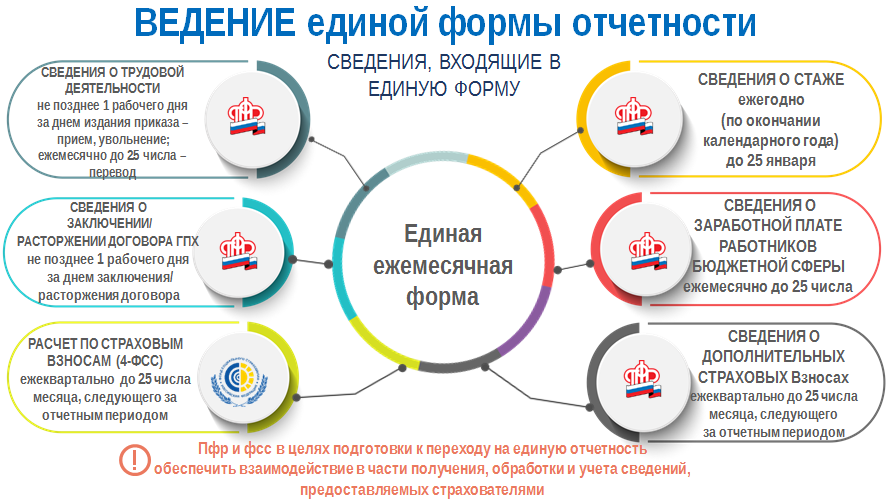 ВЕДЕНИЕ единой формы отчетности
СВЕДЕНИЯ, ВХОДЯЩИЕ В
ЕДИНУЮ ФОРМУ
СВЕДЕНИЯ О ТРУДОВОЙ
ДЕЯТЕЛЬНОСТИ
не позднее 1 рабочего дня
за днем издания приказа –
прием, увольнение;
ежемесячно до 25 числа –
перевод
СВЕДЕНИЯ О
ЗАКЛЮЧЕНИИ/
РАСТОРЖЕНИИ ДОГОВОРА ГПХ
не позднее 1 рабочего дня
за днем заключения/
расторжения договора
РАСЧЕТ ПО СТРАХОВЫМ
ВЗНОСАМ (4-ФСС)
ежеквартально до 25 числа
месяца, следующего за
отчетным периодом
Единая
ежемесячная
форма
СВЕДЕНИЯ О СТАЖЕ
ежегодно
(по окончании
календарного года)
до 25 января
СВЕДЕНИЯ О
ЗАРАБОТНОЙ ПЛАТЕ
РАБОТНИКОВ
БЮДЖЕТНОЙ СФЕРЫ
ежемесячно до 25 числа
СВЕДЕНИЯ О
ДОПОЛНИТЕЛЬНЫХ
СТРАХОВЫХ Взносах
ежеквартально до 25 числа
месяца, следующего
за отчетным периодом
Пфр и фсс в целях подготовки к переходу на единую отчетность
обеспечить взаимодействие в части получения, обработки и учета сведений,
предоставляемых страхователями